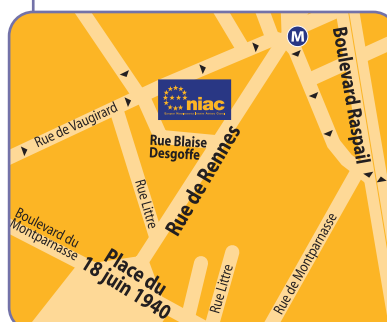 M
Boulevard Raspail
niac
Rue de Vaugirard
Rue Blaise
Desgoffe
Rue de Rennes
Rue Littre
Boulevard du
Montparnasse
Place du
18 juin 1940
Rue Littre
Rue de Montparnasse